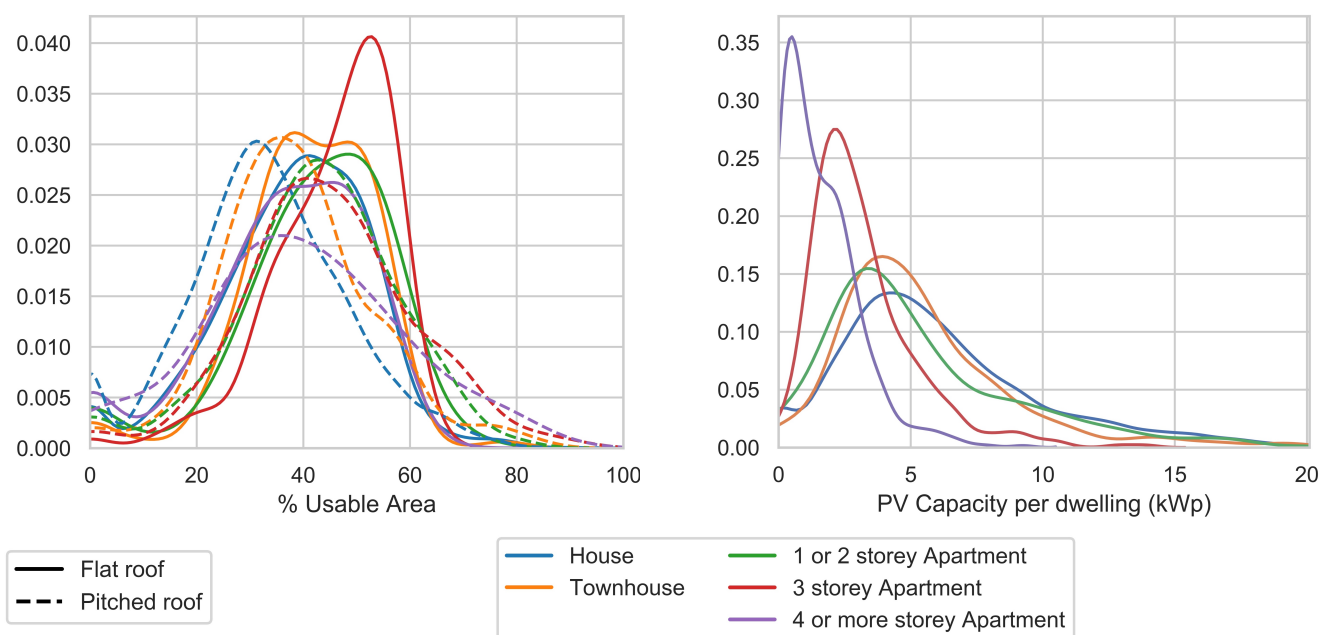 0.040
0.035
0.030
0.025
0.020
0.015
0.010
0.005
0.000
0 20 40 60 80 100
% Usable Area
0.35
0.30
0.25
0.20
0.15
0.10
0.05
0.00
0 5 10 15 20
PV Capacity per dwelling (kWp)
Flat roof
Pitched roof
House
Townhouse
1 or 2 storey Apartment
3 storey Apartment
4 or more storey Apartment